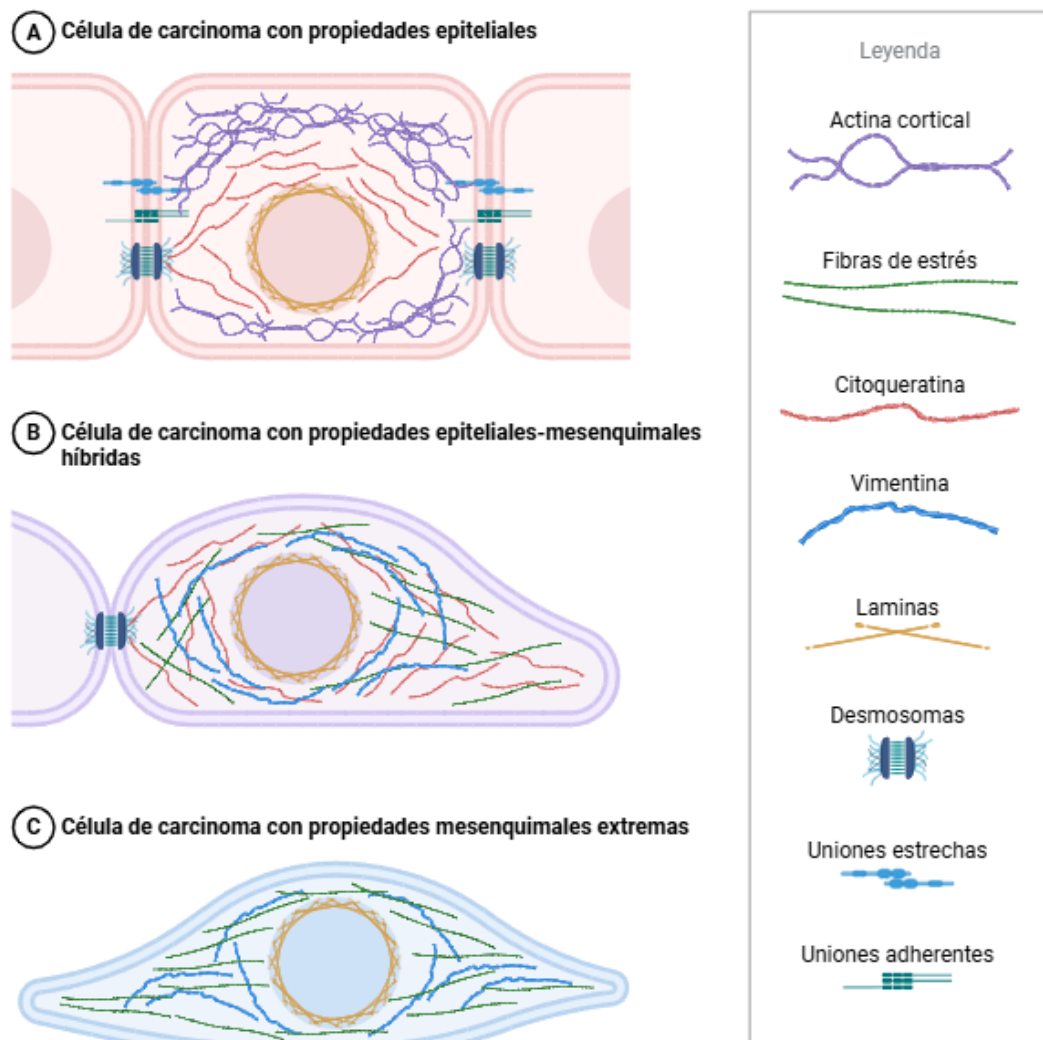 A Célula de carcinoma con propiedades epiteliales
B Célula de carcinoma con propiedades epiteliales-mesenquimales
híbridas
C Célula de carcinoma con propiedades mesenquimales extremas
Leyenda
Actina cortical
Fibras de estrés
Citoqueratina
Vimentina
Laminas
Desmosomas
Uniones estrechas
Uniones adherentes